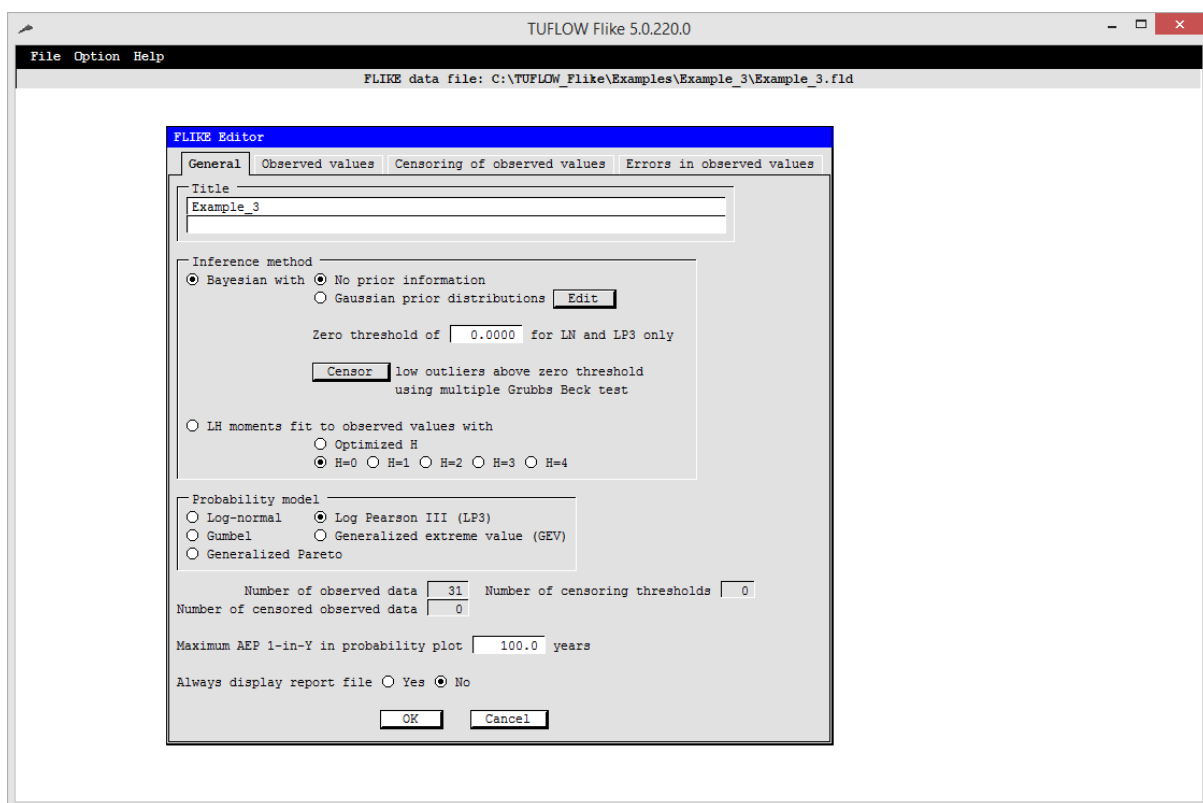 TUFLOW Flike 5.0.220.0
File Option Help
FLIKE data file: C:\TUFLOW_Flike\Examples\Example_3\Example_3.fld
FLIKE Editor
General Observed values Censoring of observed values Errors in observed values
Title
Example_3
Inference method
Bayesian with No prior information
Gaussian prior distributions Edit
Zero threshold of 0.0000 for LN and LP3 only
Censor low outliers above zero threshold
using multiple Grubbs Beck test
LH moments fit to observed values with
Optimized H
H=0 H=1 H=2 H=3 H=4
Probability model
Log-normal Log Pearson III (LP3)
Gumbel Generalized extreme value (GEV)
Generalized Pareto
Number of observed data 31 Number of censoring thresholds 0
Number of censored observed data 0
Maximum AEP 1-in-Y in probability plot 100.0 years
Always display report file Yes No
OK Cancel